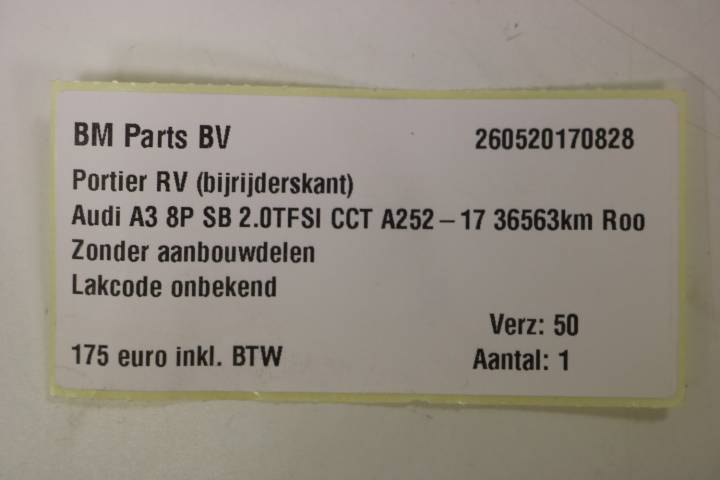 BM Parts BV 260520170828
Portier RV (bijrijderskant)
Audi A3 8P SB 2.0TFSI CCT A252 – 17 36563km Roo
Zonder aanbouwdelen
Lakcode onbekend
Verz: 50
175 euro inkl. BTW Aantal: 1